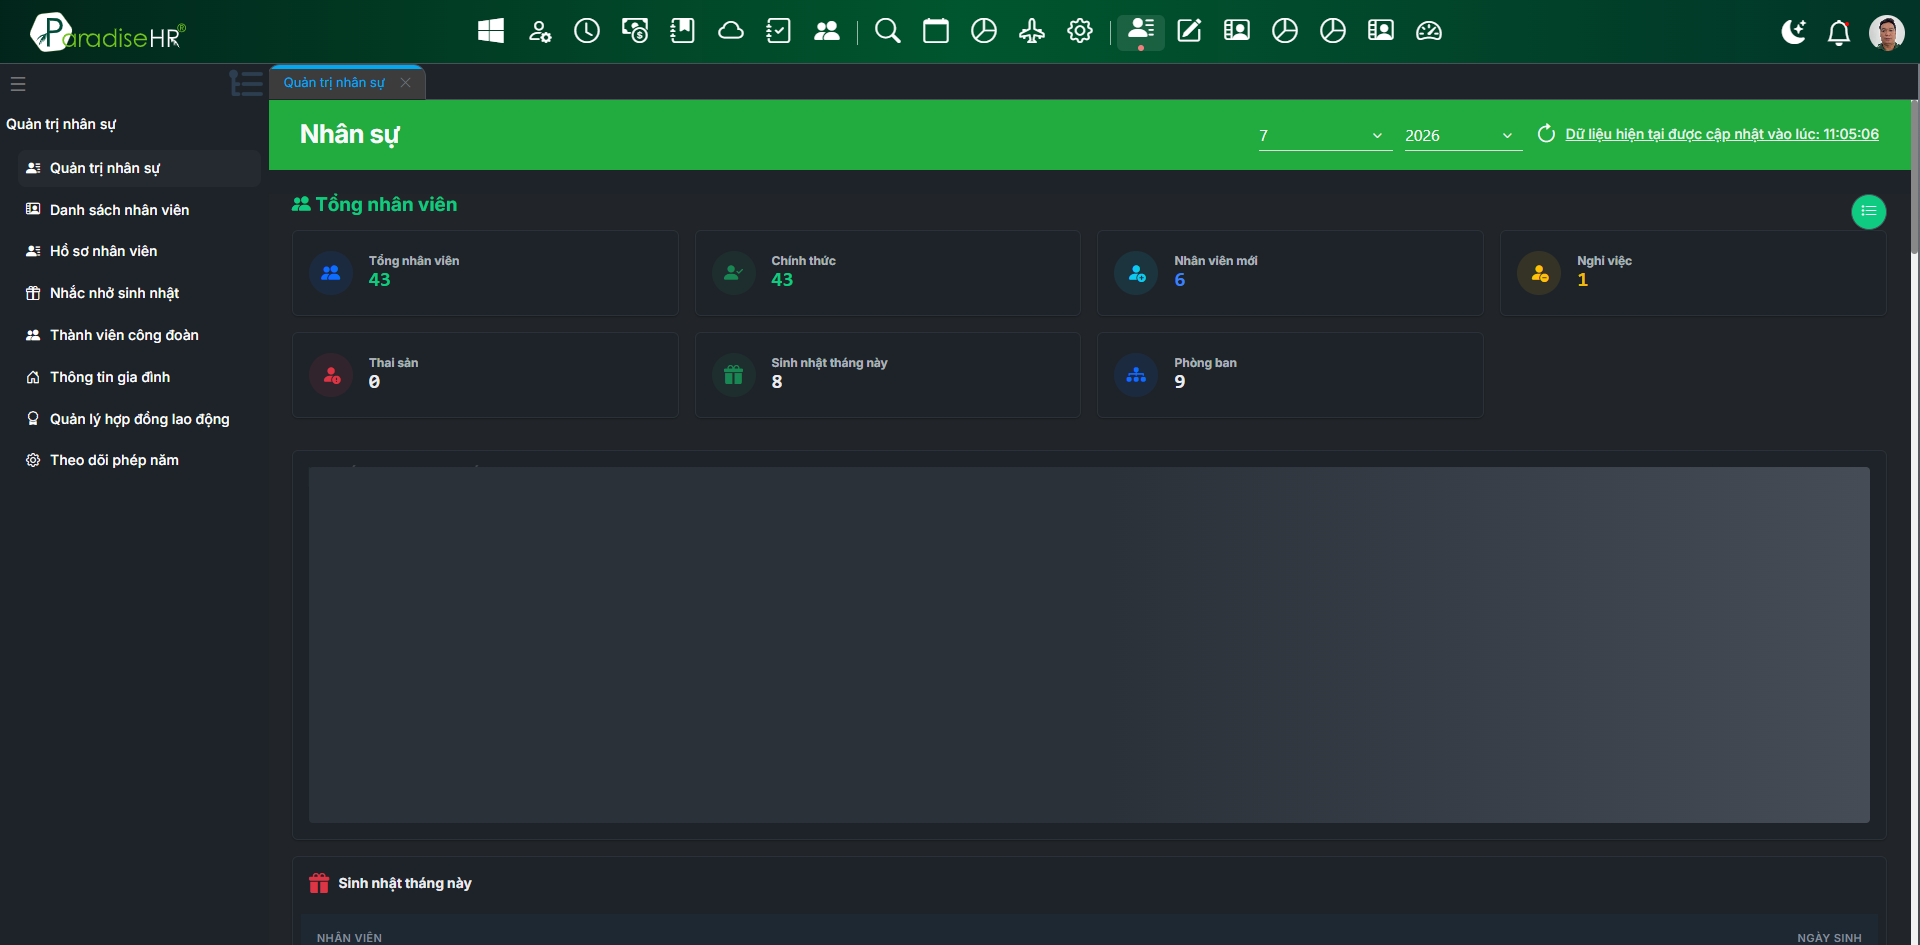 ParadiseHR®
Quản trị nhân sự
Quản trị nhân sự
Quản trị nhân sự
Danh sách nhân viên
Hồ sơ nhân viên
Nhắc nhở sinh nhật
Thành viên công đoàn
Thông tin gia đình
Quản lý hợp đồng lao động
Theo dõi phép năm
Nhân sự
7
2026
Dữ liệu hiện tại được cập nhật vào lúc: 11:05:06
Tổng nhân viên
Tổng nhân viên
43
Chính thức
43
Nhân viên mới
6
Nghỉ việc
1
Thai sản
0
Sinh nhật tháng này
8
Phòng ban
9
Sinh nhật tháng này
NHÂN VIÊN
NGÀY SINH